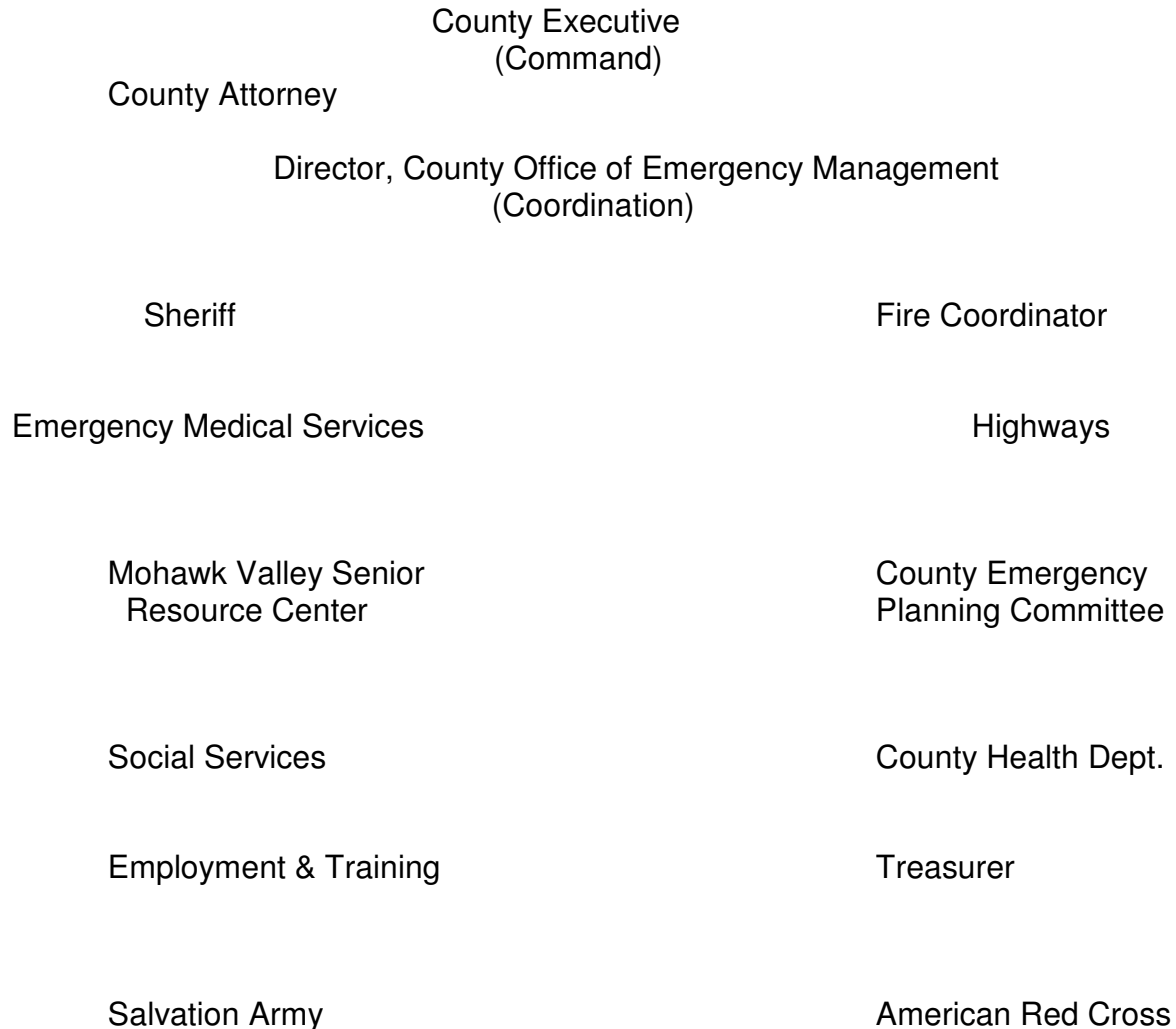 County Executive
(Command)
County Attorney
Director, County Office of Emergency Management
(Coordination)
Sheriff
Fire Coordinator
Emergency Medical Services
Highways
Mohawk Valley Senior
Resource Center
County Emergency
Planning Committee
Social Services
County Health Dept.
Employment & Training
Treasurer
Salvation Army
American Red Cross